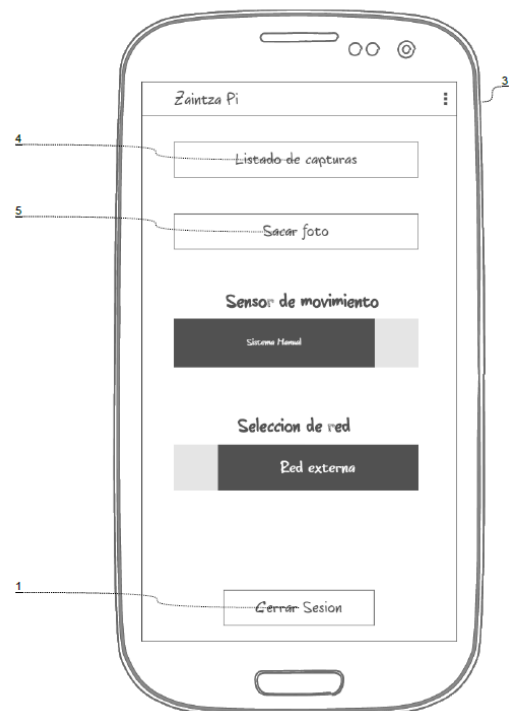 3
Zaintza Pi
4
Listado de capturas
5
Sacar foto
Sensor de movimiento
Sistema Manual
Seleccion de red
Red externa
1
Cerrar Sesion